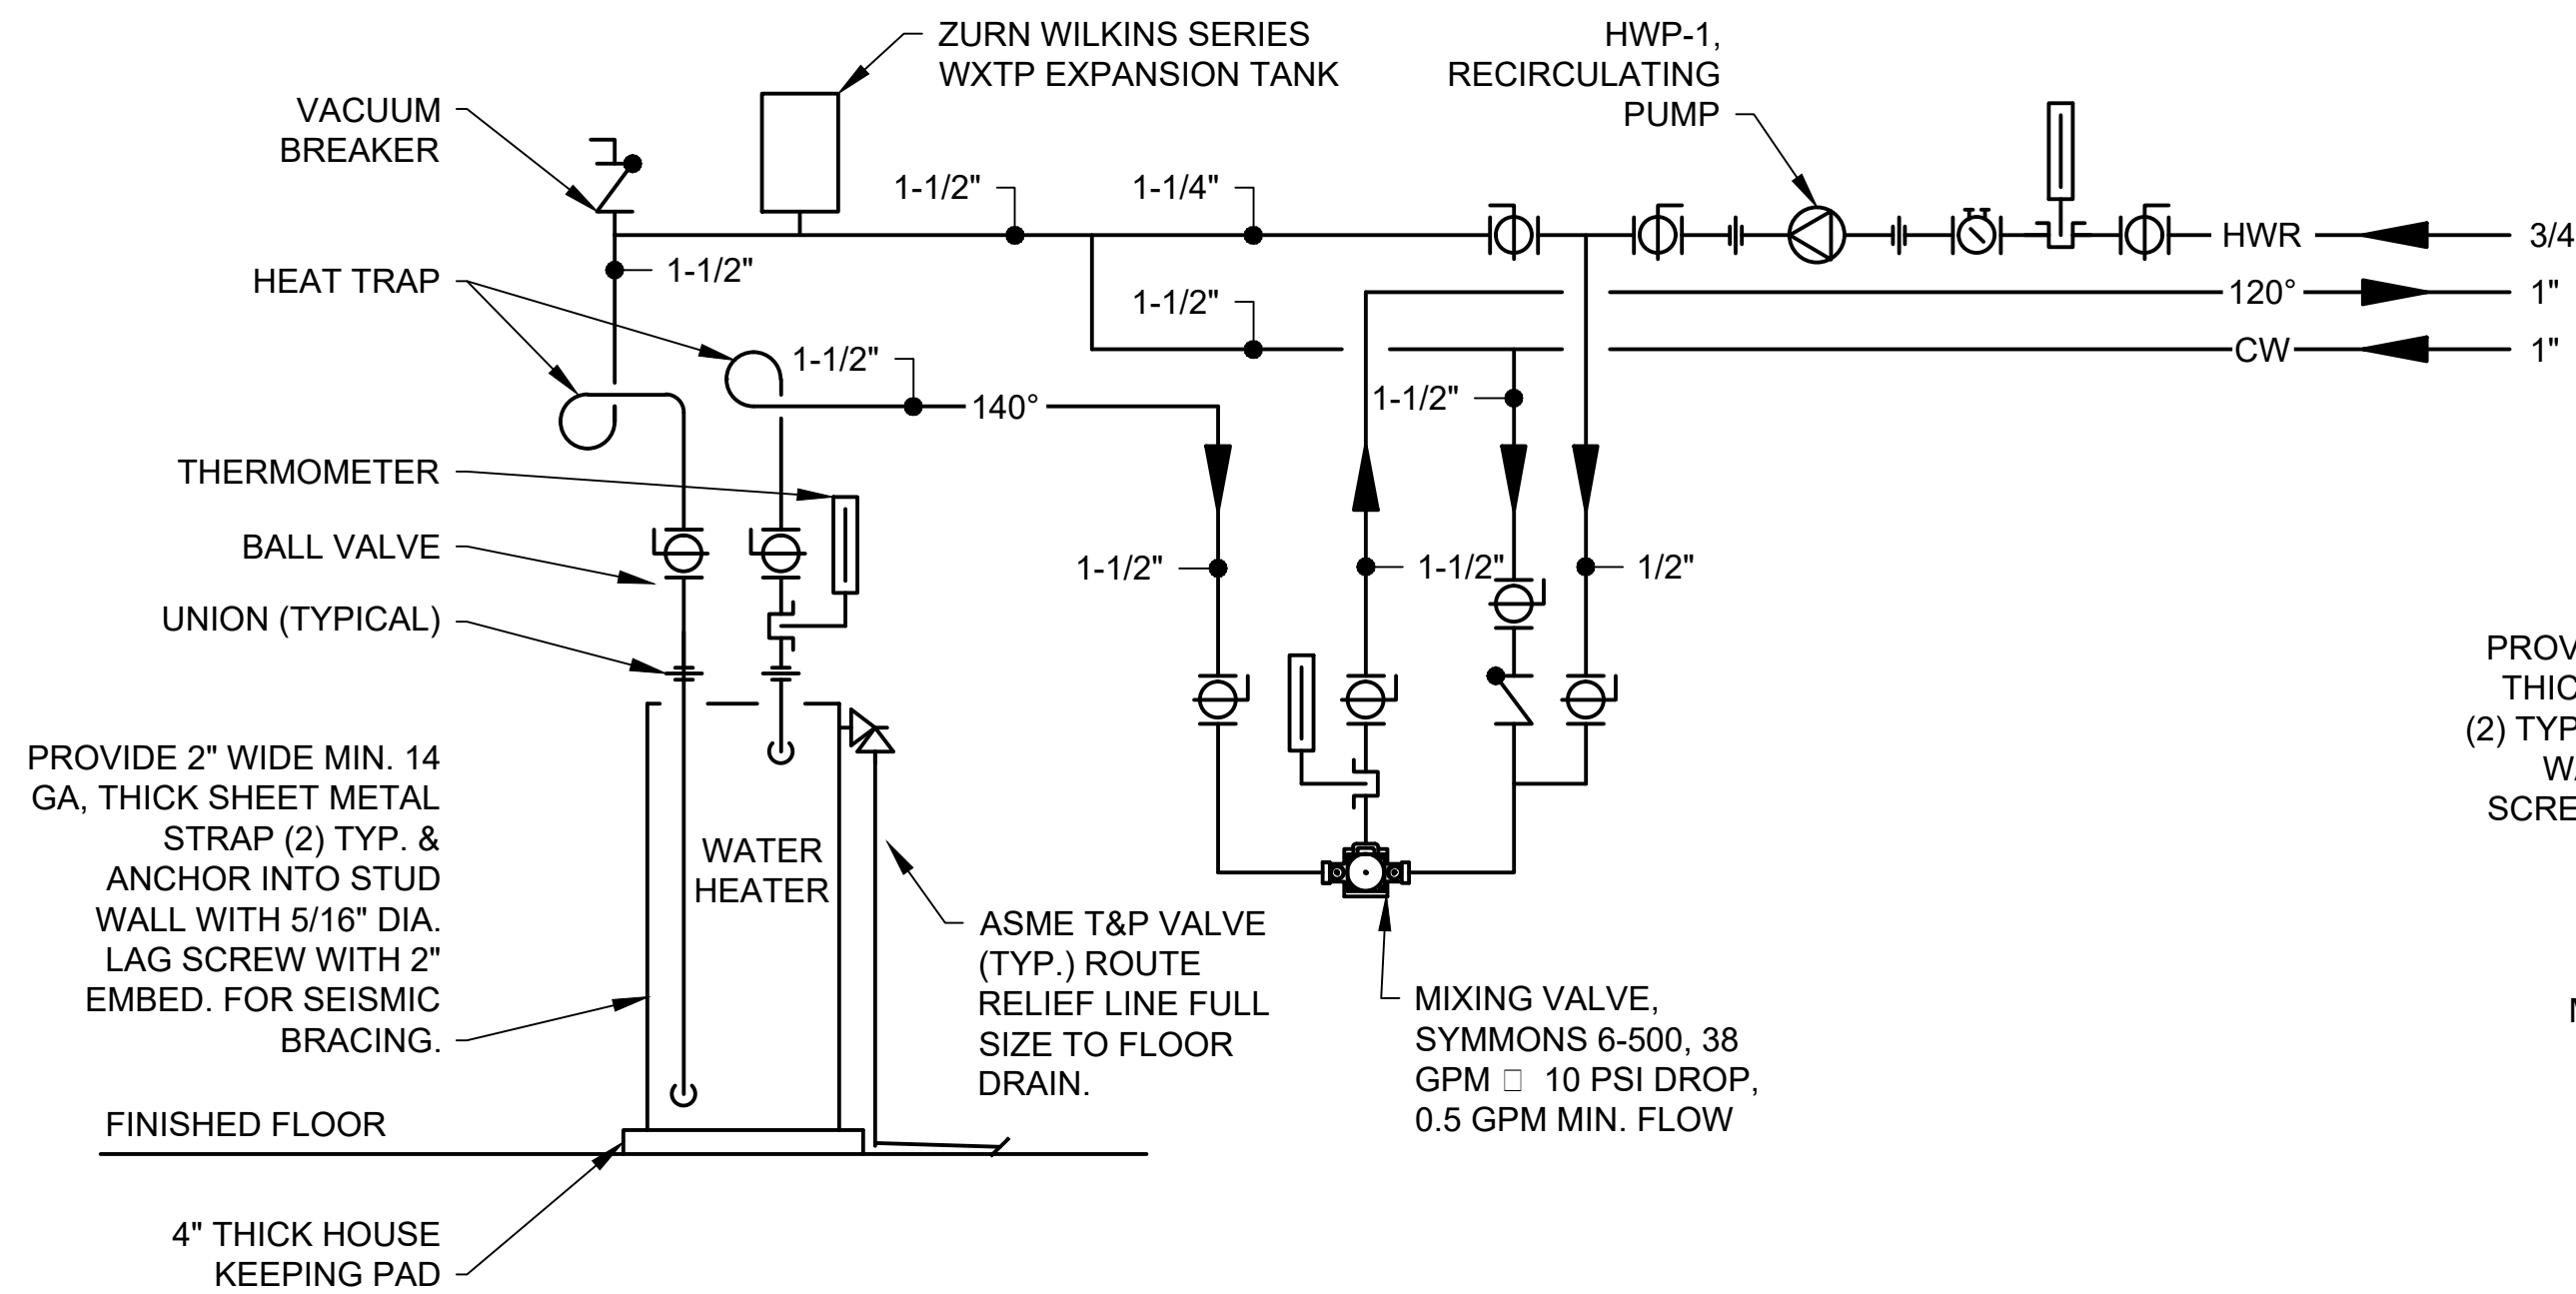 ZURN WILKINS SERIES
WXTP EXPANSION TANK
HWP-1,
RECIRCULATING
PUMP
VACUUM
BREAKER
1-1/2"
1-1/4"
HWR
3/4
1-1/2"
HEAT TRAP
1-1/2"
120°
1"
1-1/2"
CW
1"
1-1/2"
140°
THERMOMETER
BALL VALVE
1-1/2"
1-1/2"
1/2"
UNION (TYPICAL)
PROVIDE 2" WIDE MIN. 14
GA, THICK SHEET METAL
STRAP (2) TYP. &
ANCHOR INTO STUD
WALL WITH 5/16" DIA.
LAG SCREW WITH 2"
EMBED. FOR SEISMIC
BRACING.
WATER
HEATER
ASME T&P VALVE
(TYP.) ROUTE
RELIEF LINE FULL
SIZE TO FLOOR
DRAIN.
MIXING VALVE,
SYMMONS 6-500, 38
GPM □ 10 PSI DROP,
0.5 GPM MIN. FLOW
FINISHED FLOOR
4" THICK HOUSE
KEEPING PAD
PROV
THIC
(2) TYP
SCRE